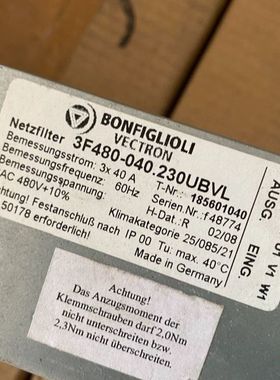 BONFIGLIOLI
VECTRON
Netzfilter 3F480-040.230UBVL
Bemessungsstrom: 3x 40 A T-Nr.: 185601040
Bemessungsfrequenz: 60Hz Serien.Nr.: f48774
Bemessungsspannung: H-Dat.: R 02/08
AC 480V+10% Klimakategorie 25/085/21
Achtung! Festanschluß nach IP 00 Tu max. 40°C
50178 erforderlich! Made in Germany
AUSG.
EING.
U1 V1 W1
Achtung!
Das Anzugsmoment der
Klemmschrauben darf 2.0Nm
nicht unterschreiten bzw.
2,3Nm nicht überschreiten.